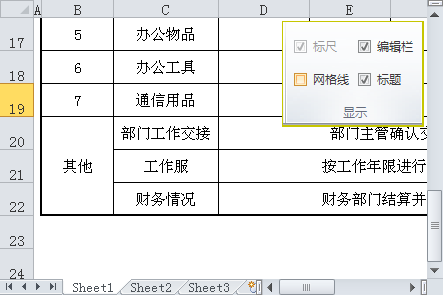 A B C D E
17 5 办公物品
18 6 办公工具
19 7 通信用品
20 部门工作交接 部门主管确认
21 其他 工作服 按工作年限进行
22 财务情况 财务部门结算并
23
24
标尺 编辑栏
网格线 标题
显示
Sheet1 Sheet2 Sheet3